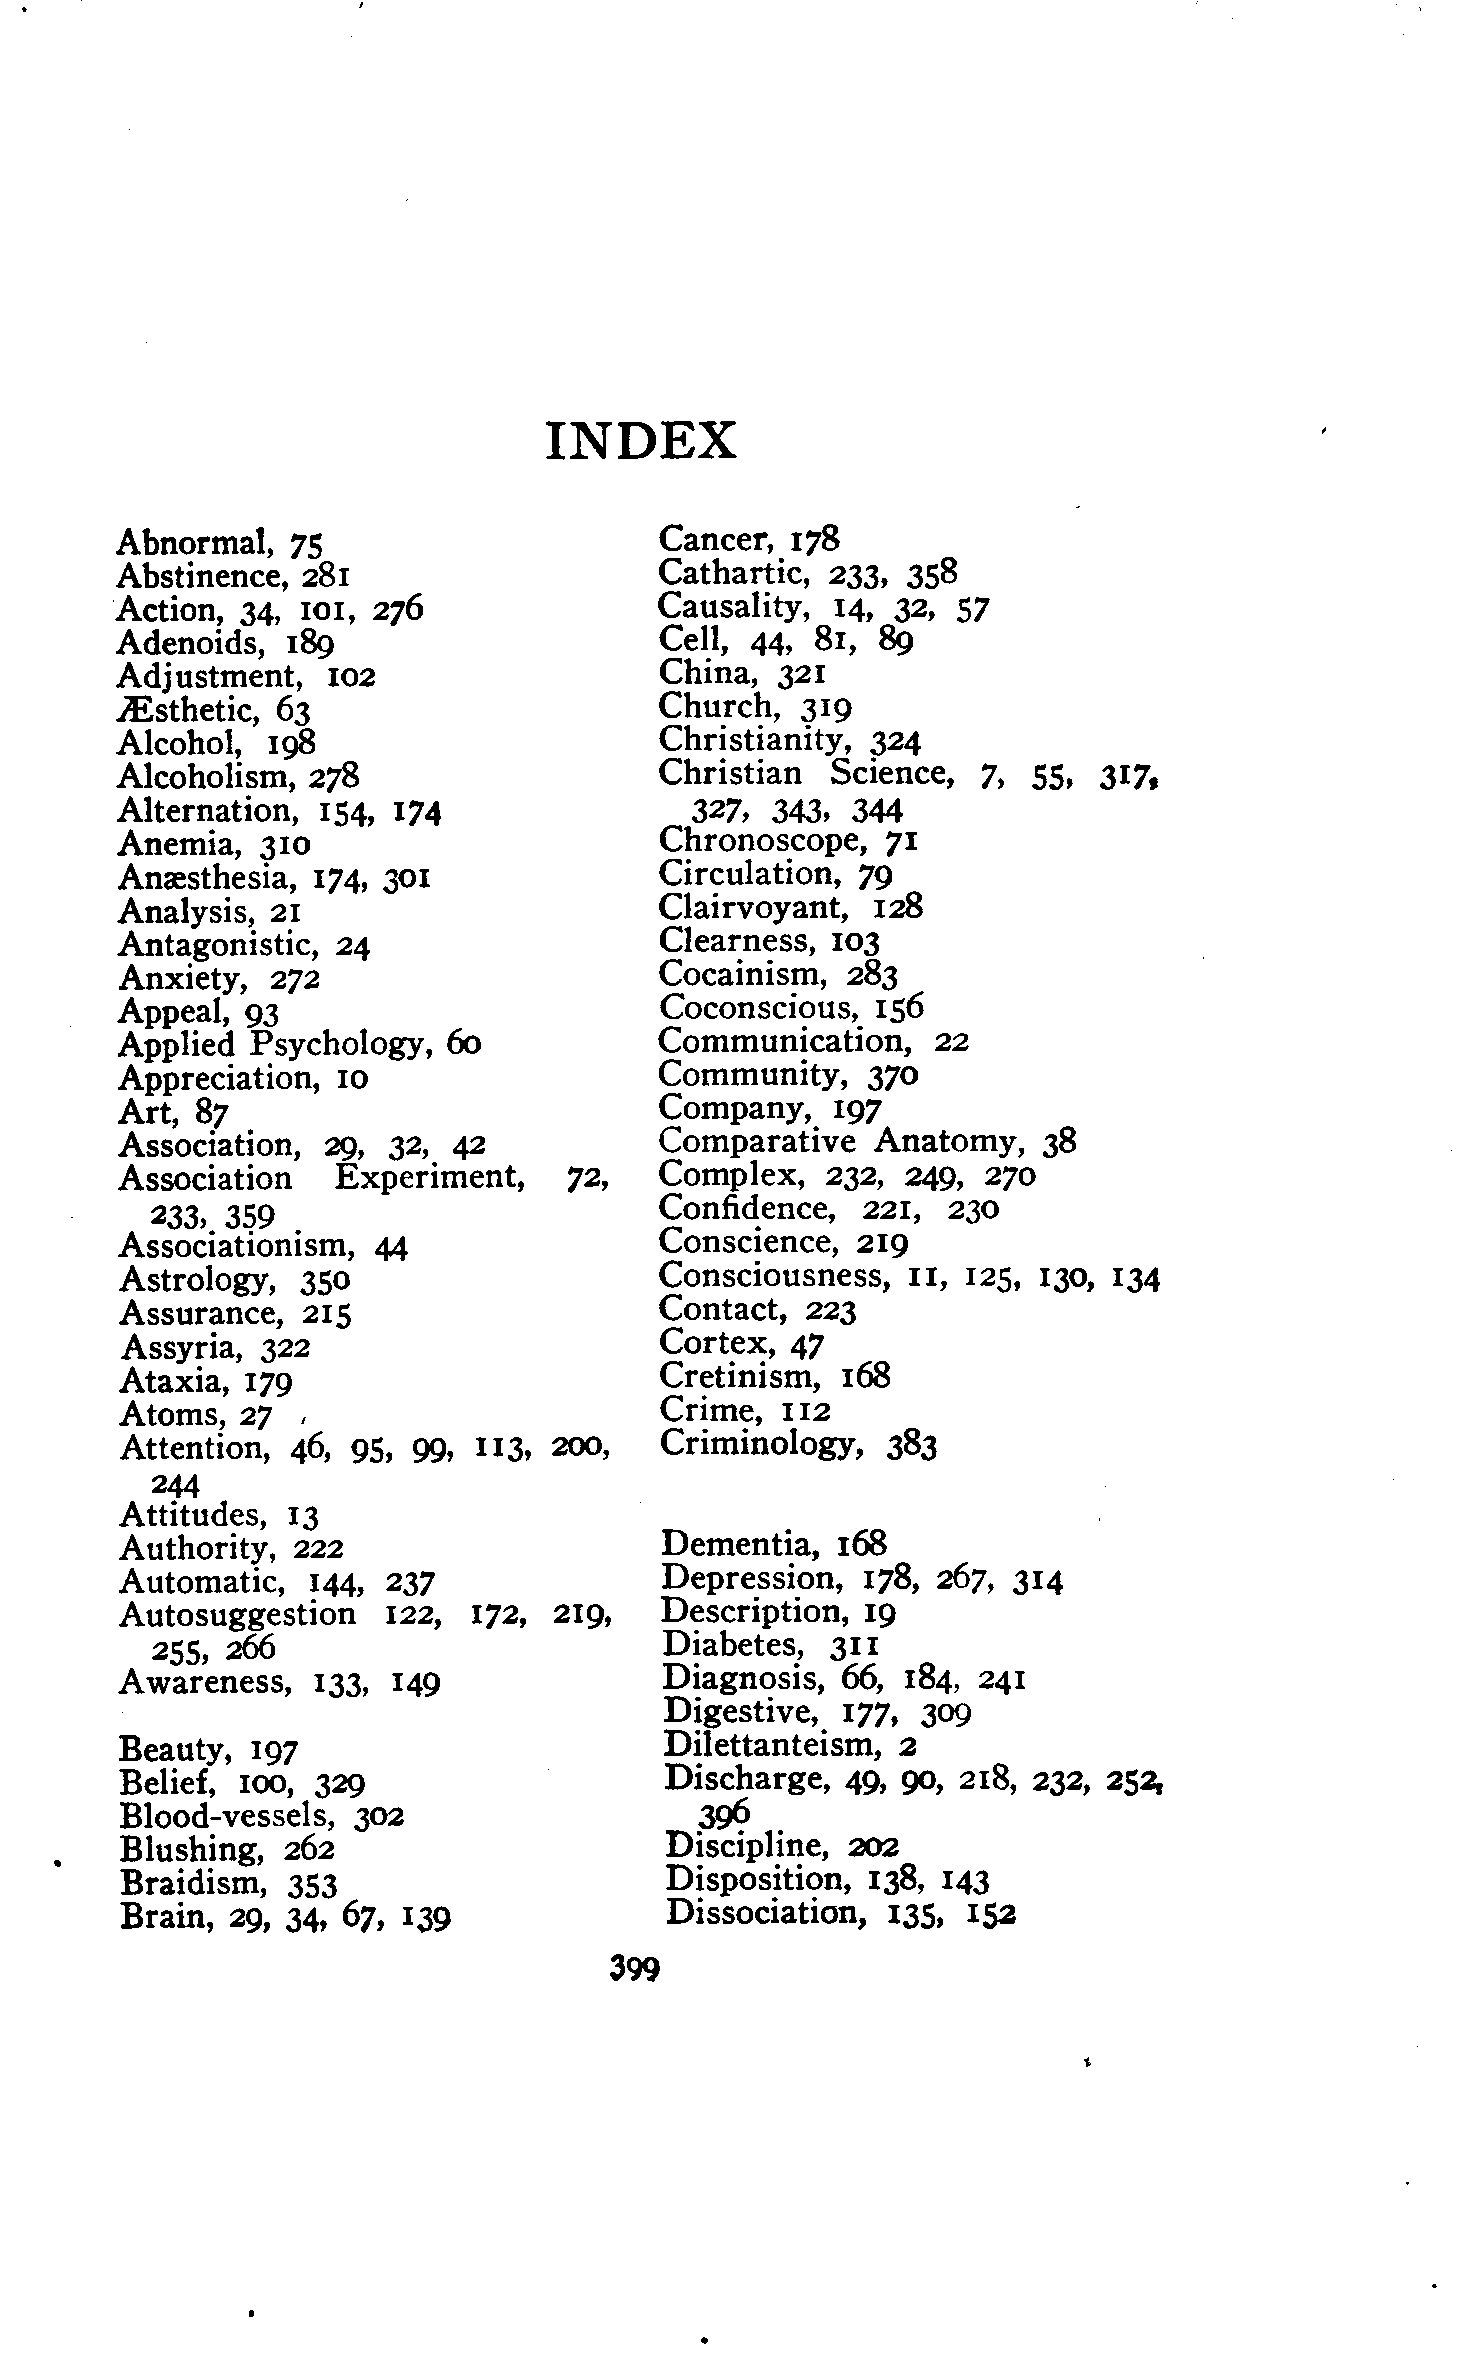 INDEX
Abnormal, 75
Abstinence, 281
Action, 34, 101, 276
Adenoids, 189
Adjustment, 102
Æsthetic, 63
Alcohol, 198
Alcoholism, 278
Alternation, 154, 174
Anemia, 310
Anæsthesia, 174, 301
Analysis, 21
Antagonistic, 24
Anxiety, 272
Appeal, 93
Applied Psychology, 60
Appreciation, 10
Art, 87
Association, 29, 32, 42
Association Experiment, 72,
233, 359
Associationism, 44
Astrology, 350
Assurance, 215
Assyria, 322
Ataxia, 179
Atoms, 27
Attention, 46, 95, 99, 113, 200,
244
Attitudes, 13
Authority, 222
Automatic, 144, 237
Autosuggestion 122, 172, 219,
255, 266
Awareness, 133, 149
Beauty, 197
Belief, 100, 329
Blood-vessels, 302
Blushing, 262
Braidism, 353
Brain, 29, 34, 67, 139
Cancer, 178
Cathartic, 233, 358
Causality, 14, 32, 57
Cell, 44, 81, 89
China, 321
Church, 319
Christianity, 324
Christian Science, 7, 55, 317,
327, 343, 344
Chronoscope, 71
Circulation, 79
Clairvoyant, 128
Clearness, 103
Cocainism, 283
Coconscious, 156
Communication, 22
Community, 370
Company, 197
Comparative Anatomy, 38
Complex, 232, 249, 270
Confidence, 221, 230
Conscience, 219
Consciousness, 11, 125, 130, 134
Contact, 223
Cortex, 47
Cretinism, 168
Crime, 112
Criminology, 383
Dementia, 168
Depression, 178, 267, 314
Description, 19
Diabetes, 311
Diagnosis, 66, 184, 241
Digestive, 177, 309
Dilettanteism, 2
Discharge, 49, 90, 218, 232, 252,
396
Discipline, 202
Disposition, 138, 143
Dissociation, 135, 152
399